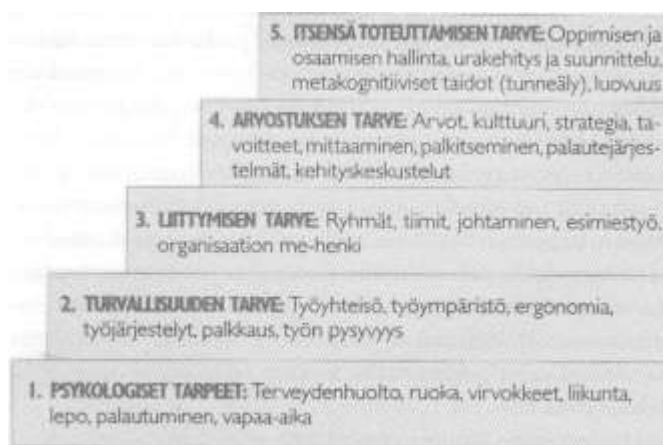 5. ITSENSÄ TOTEUTTAMISEN TARVE: Oppimisen ja
osaamisen hallinta, urakehitys ja suunnittelu,
metakognitiiviset taidot (tunneäly), luovuus
4. ARVOSTUKSEN TARVE: Arvot, kulttuuri, strategia, ta-
voitteet, mittaaminen, palkitseminen, palautejärjes-
telmät, kehityskeskustelut
3. LIITTYMISEN TARVE: Ryhmät, tiimit, johtaminen, esimiestyö,
organisaation me-henki
2. TURVALLISUUDEN TARVE: Työyhteisö, työympäristö, ergonomia,
työjärjestelyt, palkkaus, työn pysyvyys
1. PSYKOLOGISET TARPEET: Terveydenhuolto, ruoka, virvokkeet, liikunta,
lepo, palautuminen, vapaa-aika